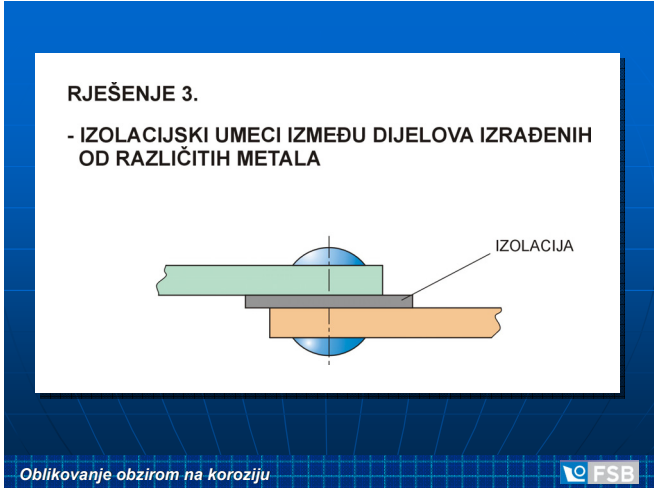 RJEŠENJE 3.
- IZOLACIJSKI UMECI IZMEĐU DIJELOVA IZRAĐENIH
OD RAZLIČITIH METALA
IZOLACIJA
Oblikovanje obzirom na koroziju
FSB